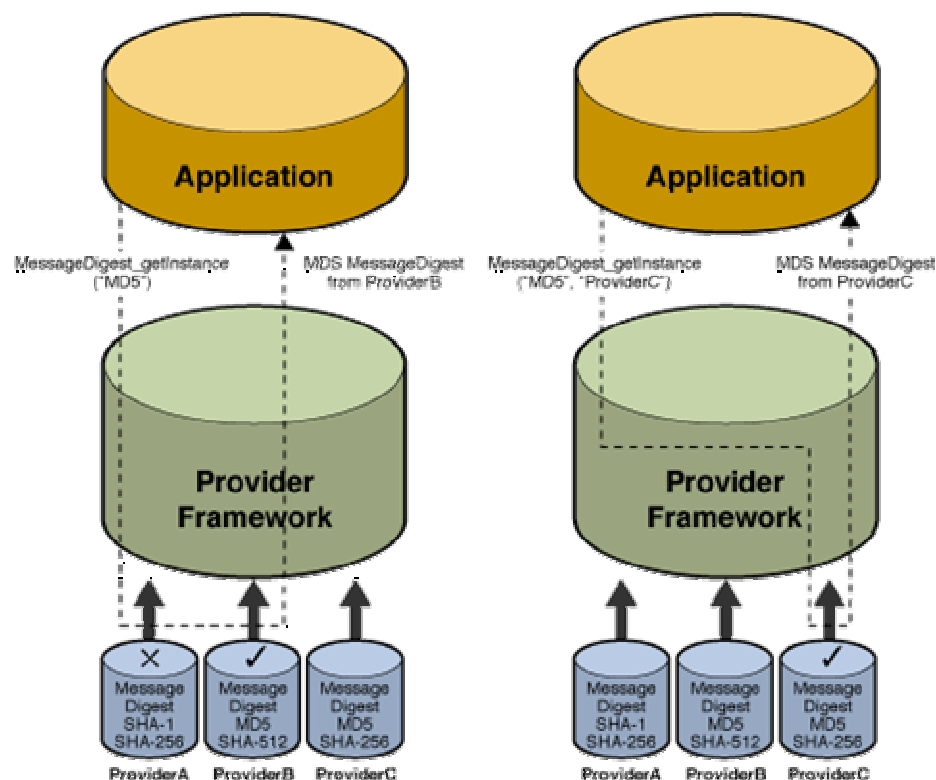 Application
MessageDigest_getInstance
("MD5")
MDS MessageDigest
from ProviderB
Provider
Framework
Message
Digest
SHA-1
SHA-256
ProviderA
Message
Digest
MD5
SHA-512
ProviderB
Message
Digest
MD5
SHA-256
ProviderC
Application
MessageDigest_getInstance
("MD5", "ProviderC")
MDS MessageDigest
from ProviderC
Provider
Framework
Message
Digest
SHA-1
SHA-256
ProviderA
Message
Digest
MD5
SHA-512
ProviderB
Message
Digest
MD5
SHA-256
ProviderC